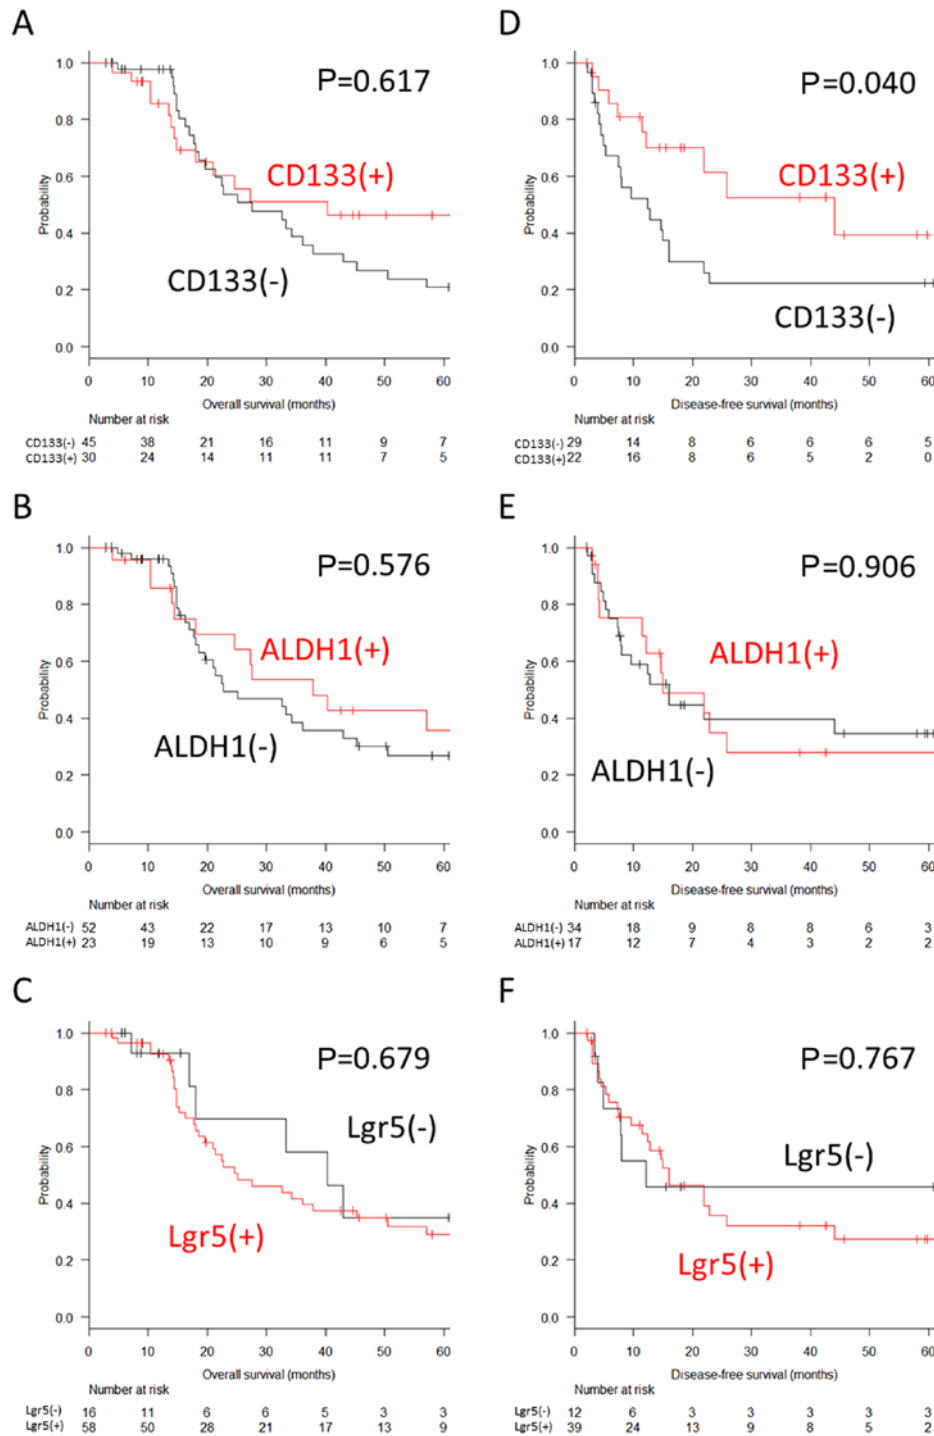 A
P=0.617
CD133(+)
CD133(-)
Probability
1.0
0.8
0.6
0.4
0.2
0.0
0 10 20 30 40 50 60
Overall survival (months)
Number at risk
CD133(-) 45 38 21 16 11 9 7
CD133(+) 30 24 14 11 11 7 5
D
P=0.040
CD133(+)
CD133(-)
Probability
1.0
0.8
0.6
0.4
0.2
0.0
0 10 20 30 40 50 60
Disease-free survival (months)
Number at risk
CD133(-) 29 14 8 6 6 6 5
CD133(+) 22 16 8 6 5 2 0
B
P=0.576
ALDH1(+)
ALDH1(-)
Probability
1.0
0.8
0.6
0.4
0.2
0.0
0 10 20 30 40 50 60
Overall survival (months)
Number at risk
ALDH1(-) 52 43 22 17 13 10 7
ALDH1(+) 23 19 13 10 9 6 5
E
P=0.906
ALDH1(+)
ALDH1(-)
Probability
1.0
0.8
0.6
0.4
0.2
0.0
0 10 20 30 40 50 60
Disease-free survival (months)
Number at risk
ALDH1(-) 34 18 9 8 8 6 3
ALDH1(+) 17 12 7 4 3 2 2
C
P=0.679
Lgr5(-)
Lgr5(+)
Probability
1.0
0.8
0.6
0.4
0.2
0.0
0 10 20 30 40 50 60
Overall survival (months)
Number at risk
Lgr5(-) 16 11 6 6 5 3 3
Lgr5(+) 58 50 28 21 17 13 9
F
P=0.767
Lgr5(-)
Lgr5(+)
Probability
1.0
0.8
0.6
0.4
0.2
0.0
0 10 20 30 40 50 60
Disease-free survival (months)
Number at risk
Lgr5(-) 12 6 3 3 3 3 3
Lgr5(+) 39 24 13 9 8 5 2